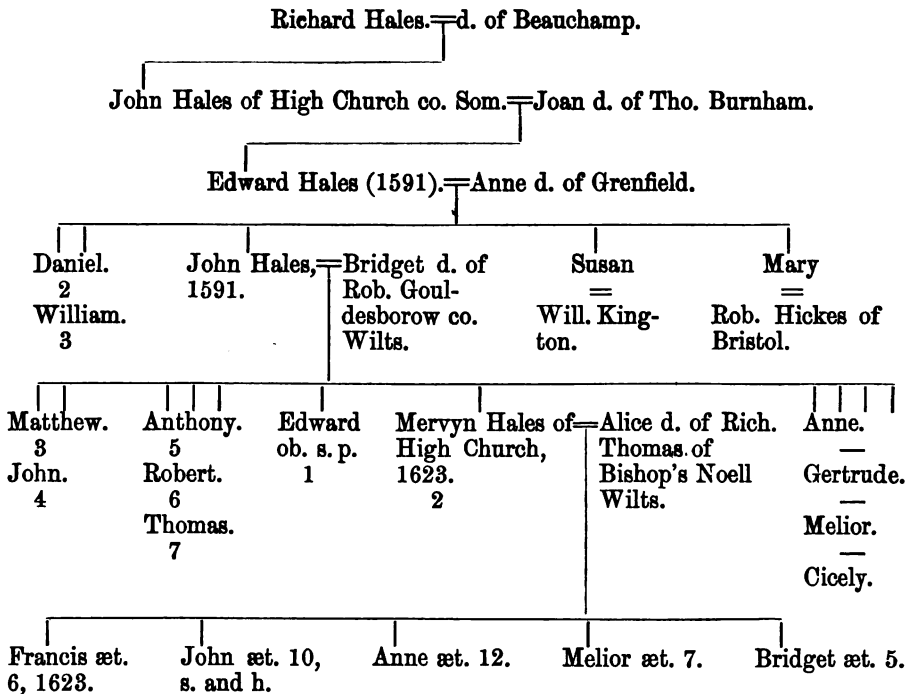 Richard Hales.=d. of Beauchamp.
John Hales of High Church co. Som.=Joan d. of Tho. Burnham.
Edward Hales (1591).=Anne d. of Grenfield.
Daniel.
2
William.
3
John Hales,=Bridget d. of
1591.
Rob. Goul-
desborow co.
Wilts.
Susan
=
Will. King-
ton.
Mary
=
Rob. Hickes of
Bristol.
Matthew.
3
John.
4
Anthony.
5
Robert.
6
Thomas.
7
Edward
ob. s. p.
1
Mervyn Hales of=Alice d. of Rich.
High Church,
1623.
2
Thomas of
Bishop's Noell
Wilts.
Anne.
—
Gertrude.
—
Melior.
—
Cicely.
Francis æt.
6, 1623.
John æt. 10,
s. and h.
Anne æt. 12.
Melior æt. 7.
Bridget æt. 5.